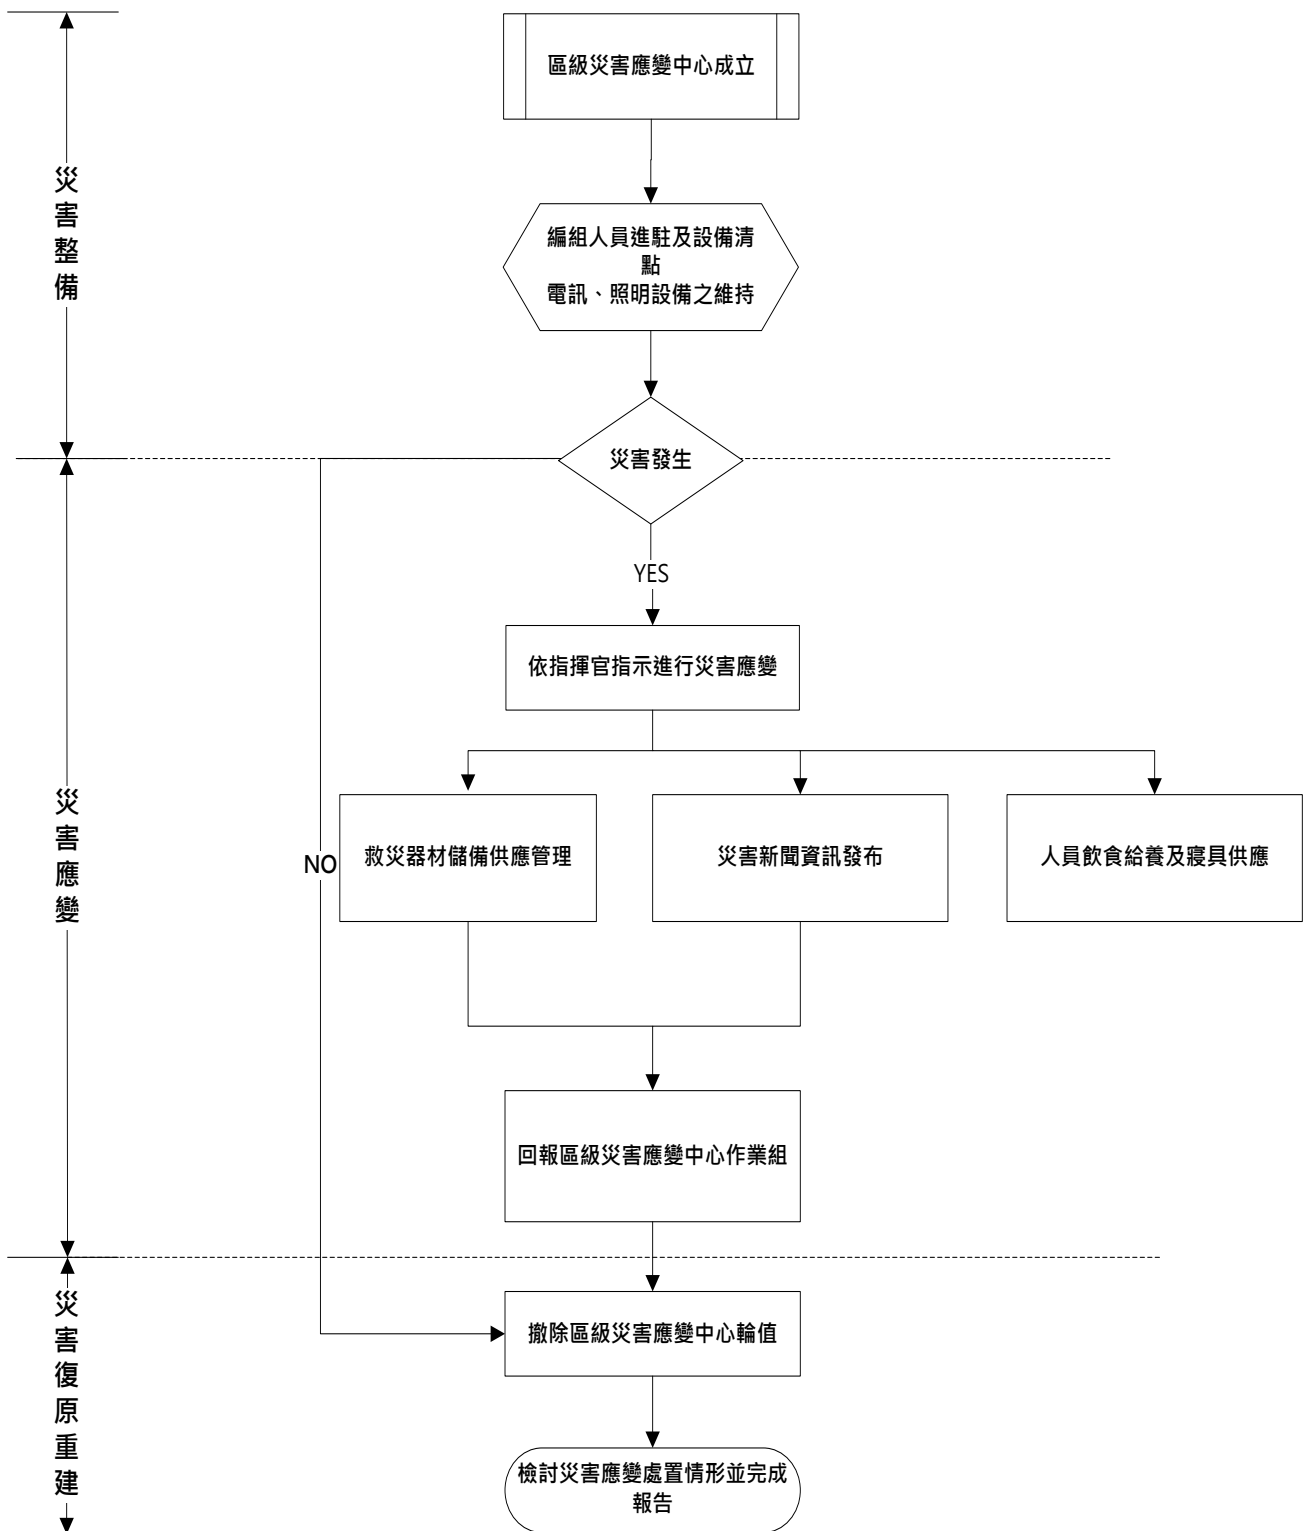 區級災害應變中心成立
災害整備
編組人員進駐及設備清
點
電訊、照明設備之維持
災害發生
YES
依指揮官指示進行災害應變
災害應變
NO
救災器材儲備供應管理
災害新聞資訊發布
人員飲食給養及寢具供應
回報區級災害應變中心作業組
災害復原重建
撤除區級災害應變中心輪值
檢討災害應變處置情形並完成
報告